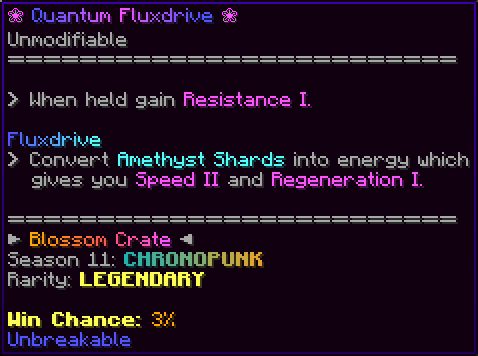 ❀ Quantum Fluxdrive ❀
Unmodifiable
==========================
> When held gain Resistance I.
Fluxdrive
> Convert Amethyst Shards into energy which
gives you Speed II and Regeneration I.
==========================
► Blossom Crate ◄
Season 11: CHRONOPUNK
Rarity: LEGENDARY
Win Chance: 3%
Unbreakable